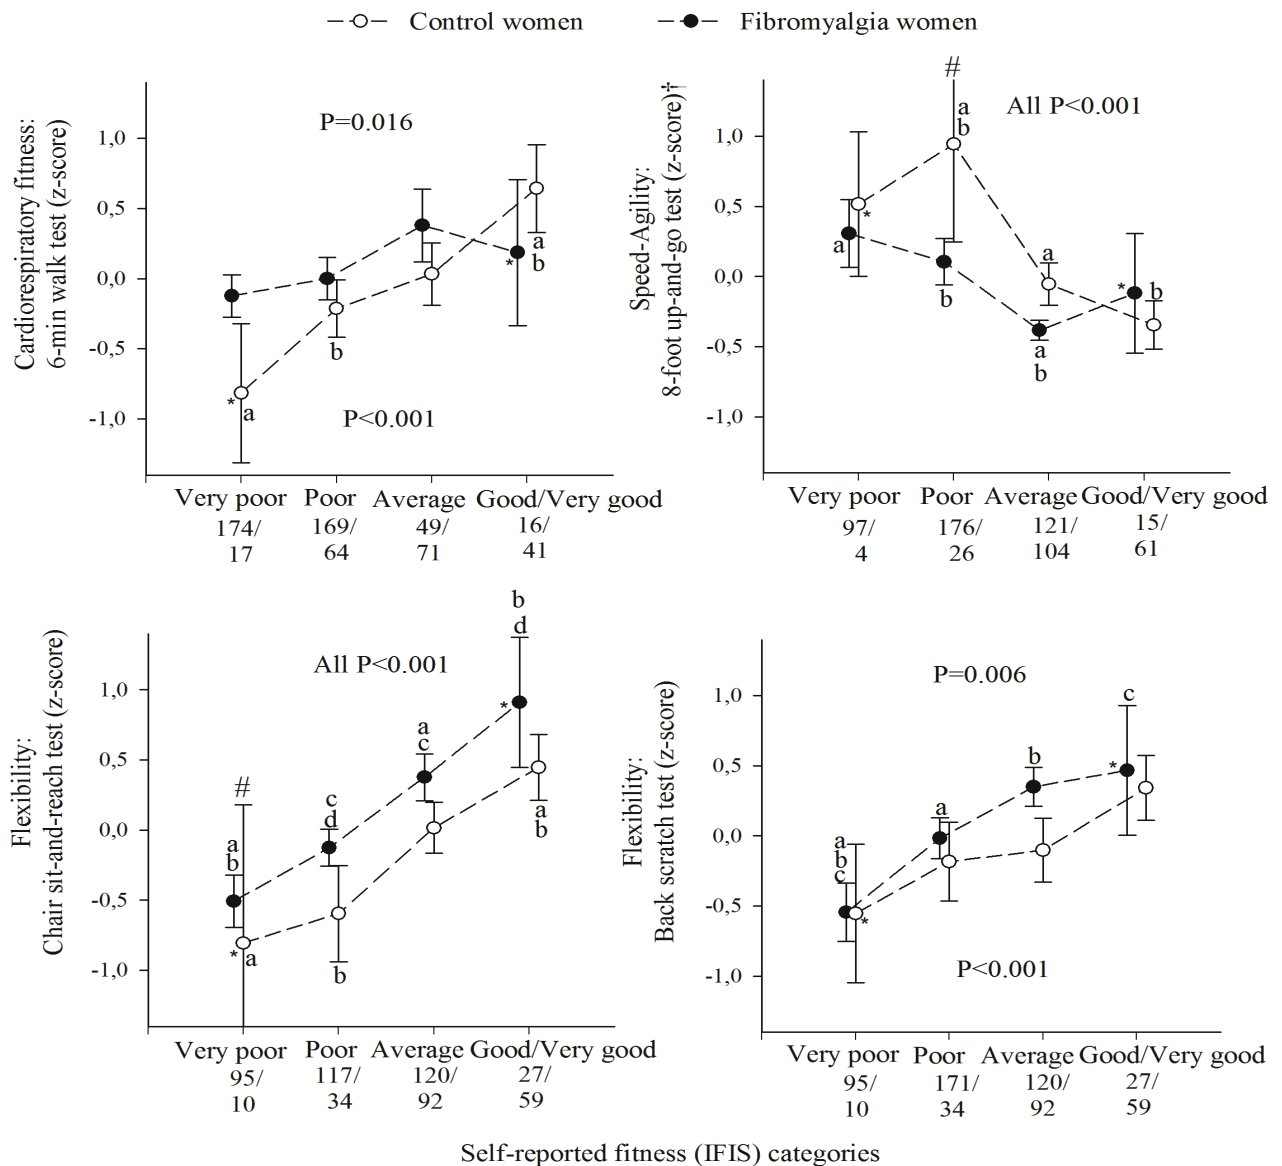 Control women
Fibromyalgia women
Cardiorespiratory fitness:
6-min walk test (z-score)
P=0.016
1,0
0,5
0,0
-0,5
-1,0
*
a
b
*
a
b
P<0.001
Very poor
Poor
Average
Good/Very good
174/
17
169/
64
49/
71
16/
41
Speed-Agility:
8-foot up-and-go test (z-score)†
#
All P<0.001
1,0
0,5
0,0
-0,5
-1,0
a
*
a
b
b
a
a
b
*
b
Very poor
Poor
Average
Good/Very good
97/
4
176/
26
121/
104
15/
61
Flexibility:
Chair sit-and-reach test (z-score)
All P<0.001
1,0
0,5
0,0
-0,5
-1,0
#
a
b
*
a
c
d
b
a
c
b
d
*
a
b
Very poor
Poor
Average
Good/Very good
95/
10
117/
34
120/
92
27/
59
Flexibility:
Back scratch test (z-score)
P=0.006
1,0
0,5
0,0
-0,5
-1,0
a
b
c
*
a
b
c
*
P<0.001
Very poor
Poor
Average
Good/Very good
95/
10
171/
34
120/
92
27/
59
Self-reported fitness (IFIS) categories